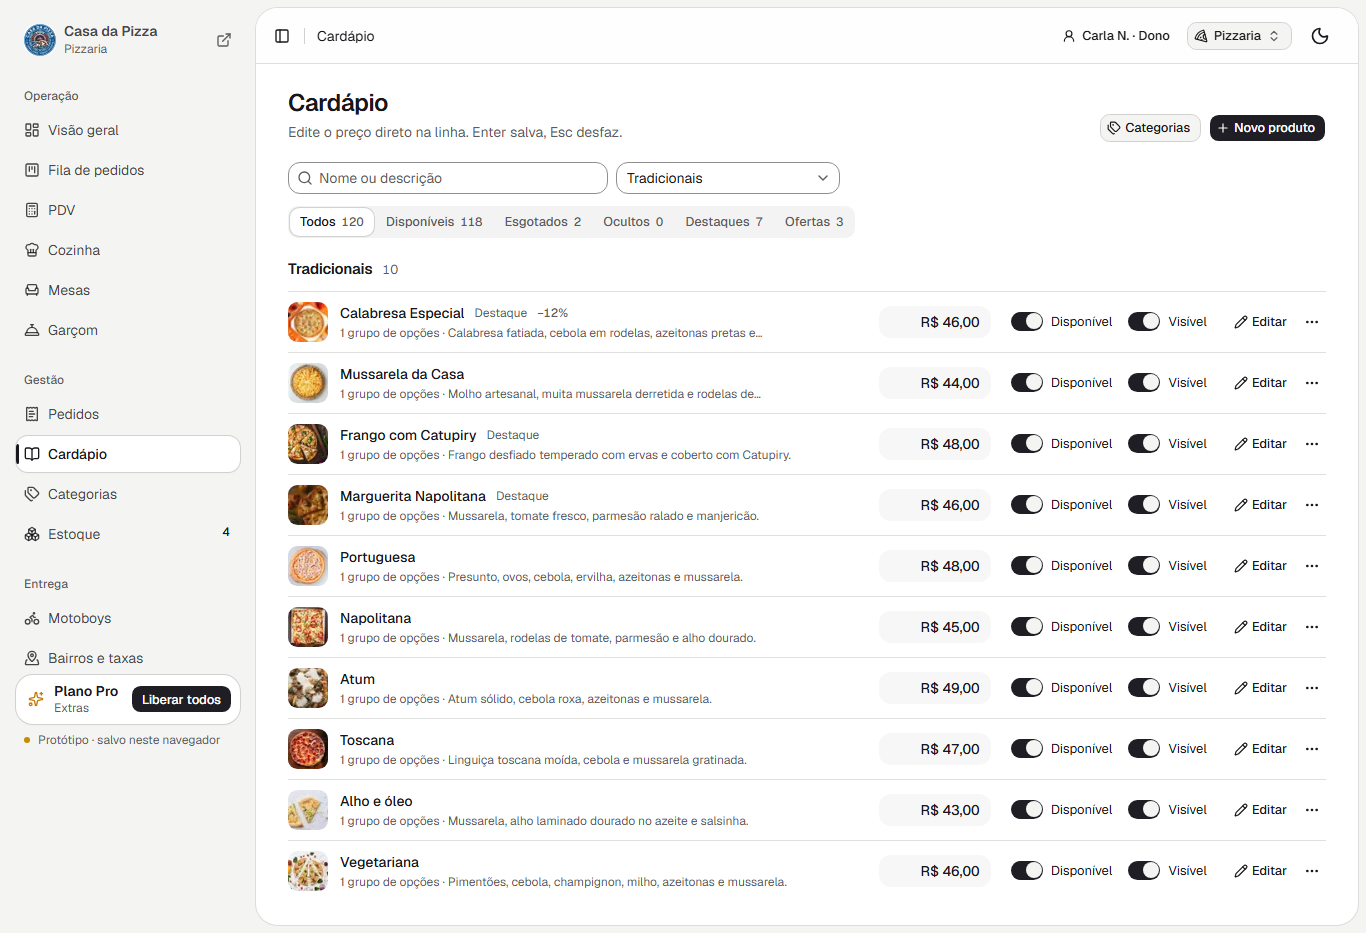 Casa da Pizza
Pizzaria
Operação
Visão geral
Fila de pedidos
PDV
Cozinha
Mesas
Garçom
Gestão
Pedidos
Cardápio
Categorias
Estoque 4
Entrega
Motoboys
Bairros e taxas
Plano Pro
Extras
Liberar todos
Protótipo · salvo neste navegador
Cardápio
Carla N. · Dono
Pizzaria
Cardápio
Edite o preço direto na linha. Enter salva, Esc desfaz.
Categorias
+ Novo produto
Nome ou descrição
Tradicionais
Todos 120 Disponíveis 118 Esgotados 2 Ocultos 0 Destaques 7 Ofertas 3
Tradicionais 10
Calabresa Especial Destaque −12%
1 grupo de opções · Calabresa fatiada, cebola em rodelas, azeitonas pretas e…
R$ 46,00 Disponível Visível Editar ···
Mussarela da Casa
1 grupo de opções · Molho artesanal, muita mussarela derretida e rodelas de…
R$ 44,00 Disponível Visível Editar ···
Frango com Catupiry Destaque
1 grupo de opções · Frango desfiado temperado com ervas e coberto com Catupiry.
R$ 48,00 Disponível Visível Editar ···
Marguerita Napolitana Destaque
1 grupo de opções · Mussarela, tomate fresco, parmesão ralado e manjericão.
R$ 46,00 Disponível Visível Editar ···
Portuguesa
1 grupo de opções · Presunto, ovos, cebola, ervilha, azeitonas e mussarela.
R$ 48,00 Disponível Visível Editar ···
Napolitana
1 grupo de opções · Mussarela, rodelas de tomate, parmesão e alho dourado.
R$ 45,00 Disponível Visível Editar ···
Atum
1 grupo de opções · Atum sólido, cebola roxa, azeitonas e mussarela.
R$ 49,00 Disponível Visível Editar ···
Toscana
1 grupo de opções · Linguiça toscana moída, cebola e mussarela gratinada.
R$ 47,00 Disponível Visível Editar ···
Alho e óleo
1 grupo de opções · Mussarela, alho laminado dourado no azeite e salsinha.
R$ 43,00 Disponível Visível Editar ···
Vegetariana
1 grupo de opções · Pimentões, cebola, champignon, milho, azeitonas e mussarela.
R$ 46,00 Disponível Visível Editar ···